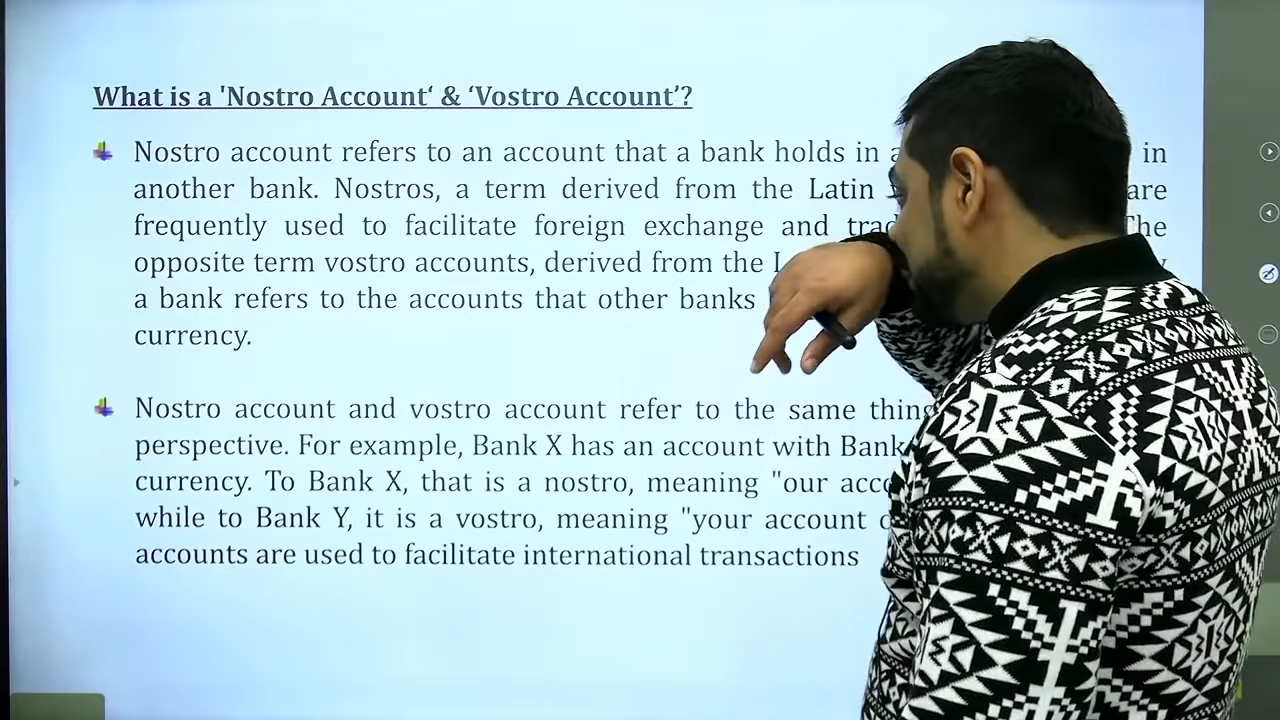 What is a 'Nostro Account‘ & ‘Vostro Account’?
Nostro account refers to an account that a bank holds in in
another bank. Nostros, a term derived from the Latin are
frequently used to facilitate foreign exchange and The
opposite term vostro accounts, derived from the
a bank refers to the accounts that other banks
currency.
Nostro account and vostro account refer to the same thing
perspective. For example, Bank X has an account with Bank
currency. To Bank X, that is a nostro, meaning "our
while to Bank Y, it is a vostro, meaning "your account
accounts are used to facilitate international transactions